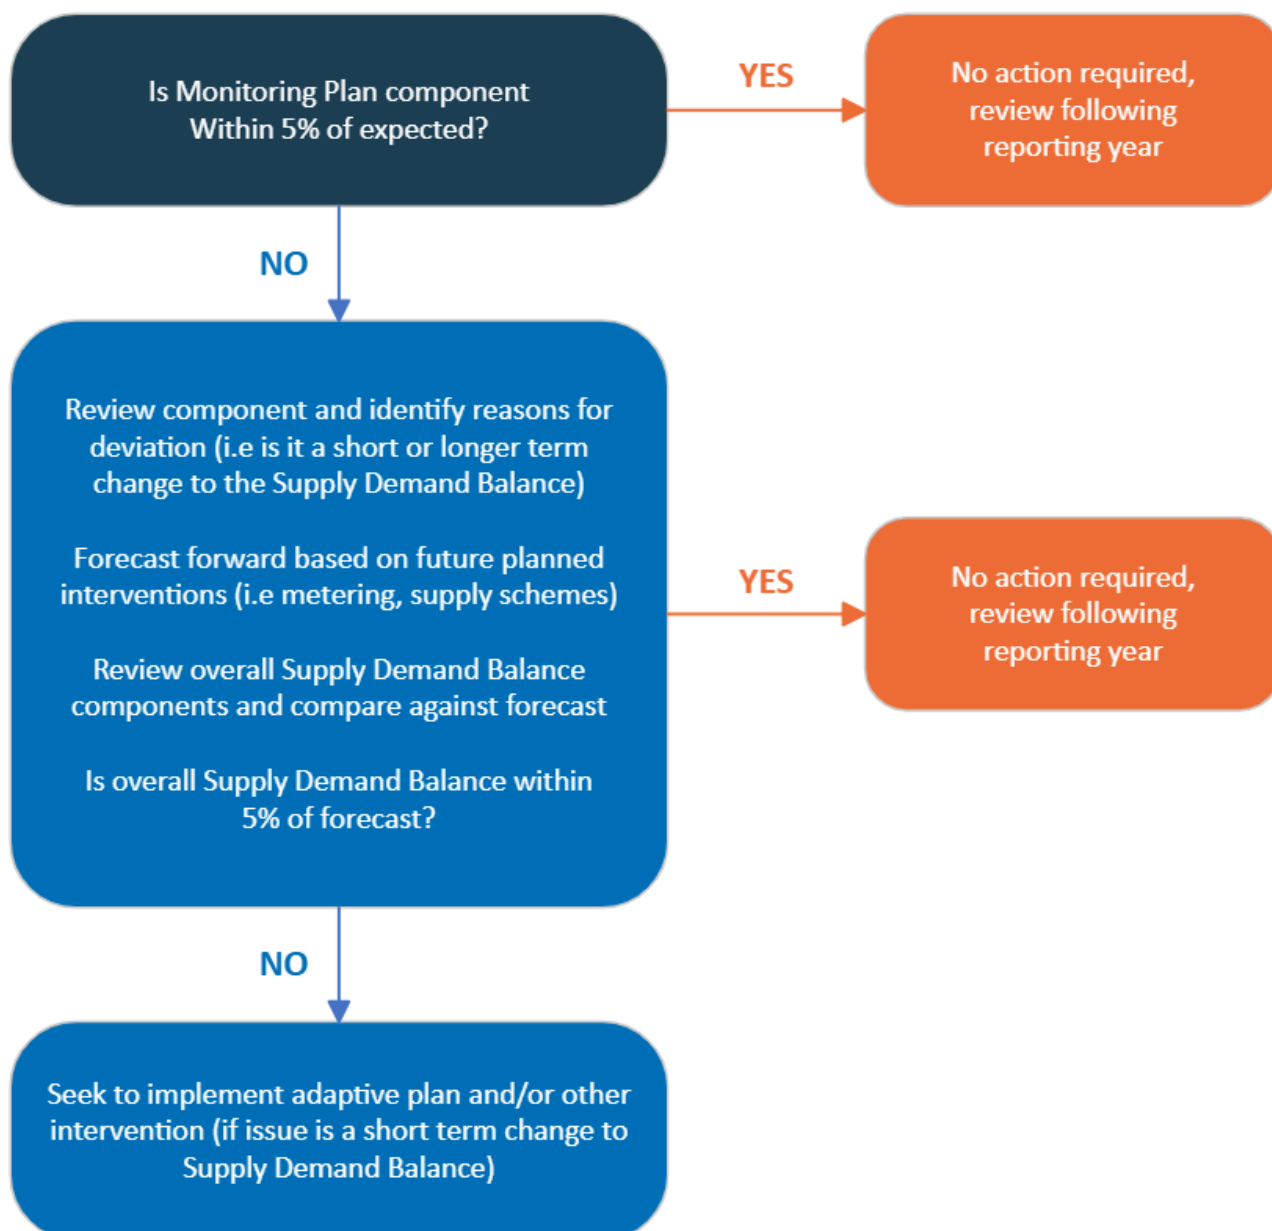 Is Monitoring Plan component
Within 5% of expected?
YES
No action required,
review following
reporting year
NO
Review component and identify reasons for
deviation (i.e is it a short or longer term
change to the Supply Demand Balance)
Forecast forward based on future planned
interventions (i.e metering, supply schemes)
Review overall Supply Demand Balance
components and compare against forecast
Is overall Supply Demand Balance within
5% of forecast?
YES
No action required,
review following
reporting year
NO
Seek to implement adaptive plan and/or other
intervention (if issue is a short term change to
Supply Demand Balance)